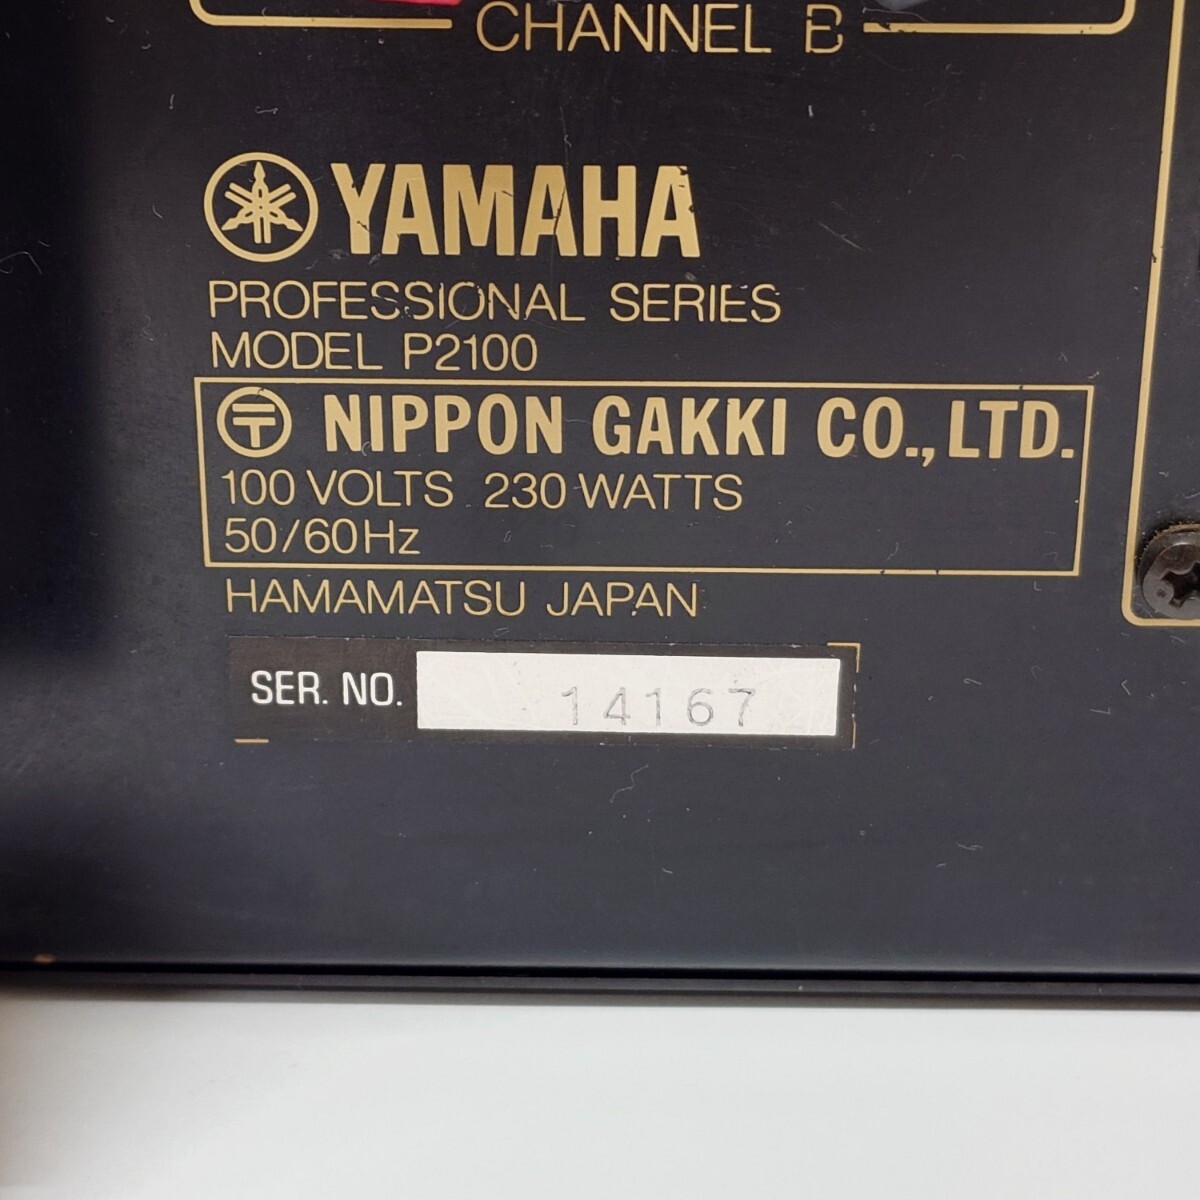 CHANNEL B
YAMAHA
PROFESSIONAL SERIES
MODEL P2100
〶 NIPPON GAKKI CO., LTD.
100 VOLTS 230 WATTS
50/60Hz
HAMAMATSU JAPAN
SER. NO. 14167